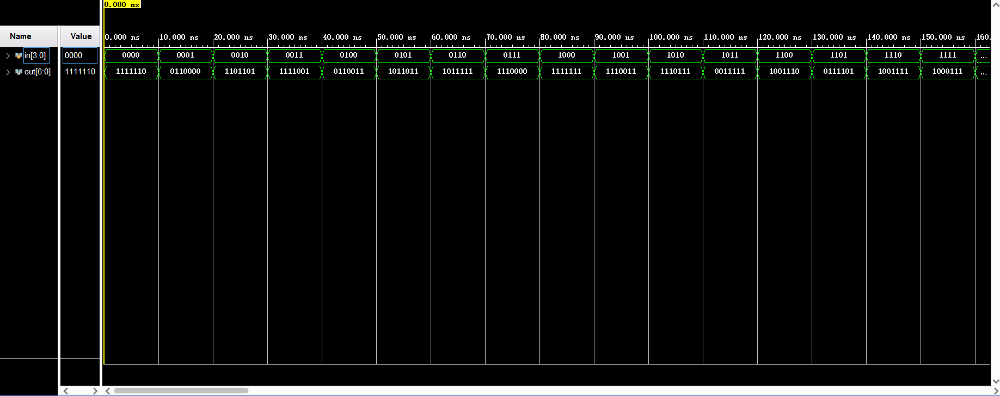 0.000 ns
Name Value
0.000 ns 10.000 ns 20.000 ns 30.000 ns 40.000 ns 50.000 ns 60.000 ns 70.000 ns 80.000 ns 90.000 ns 100.000 ns 110.000 ns 120.000 ns 130.000 ns 140.000 ns 150.000 ns 160.
in[3:0] 0000 0000 0001 0010 0011 0100 0101 0110 0111 1000 1001 1010 1011 1100 1101 1110 1111 ...
out[6:0] 1111110 1111110 0110000 1101101 1111001 0110011 1011011 1011111 1110000 1111111 1110011 1110111 0011111 1001110 0111101 1001111 1000111 ...